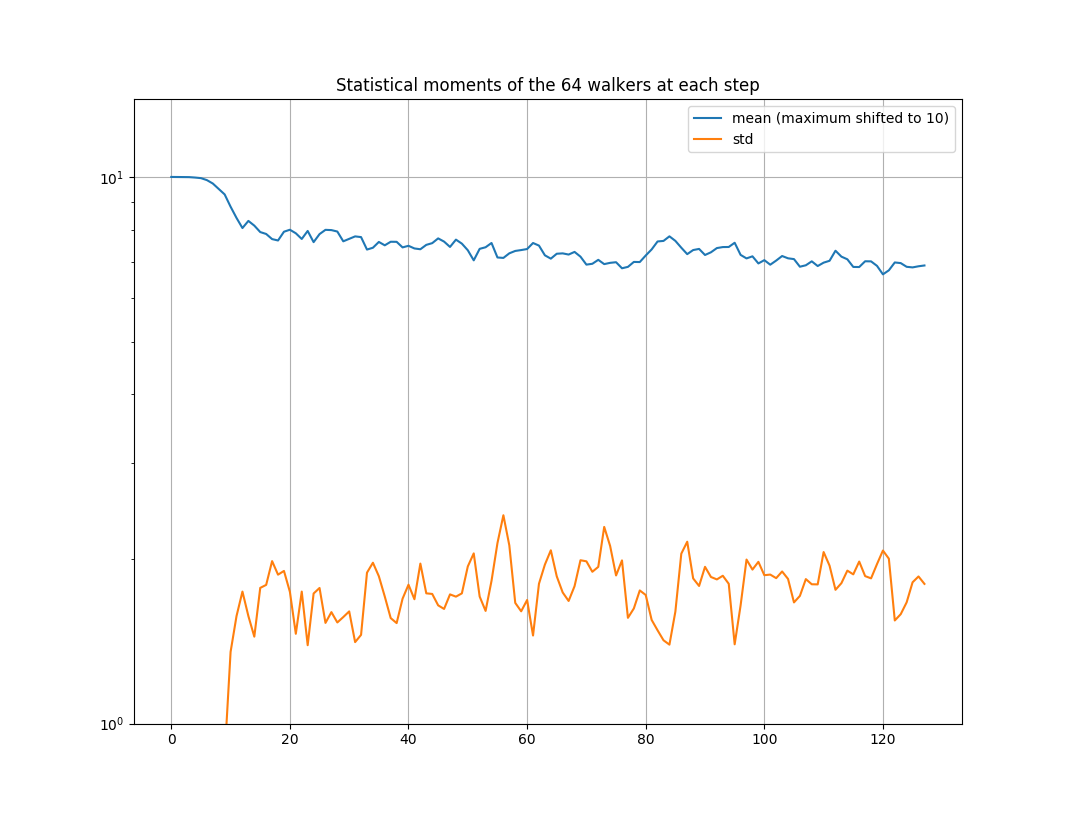 Statistical moments of the 64 walkers at each step
mean (maximum shifted to 10)
std
10¹
10⁰
0 20 40 60 80 100 120